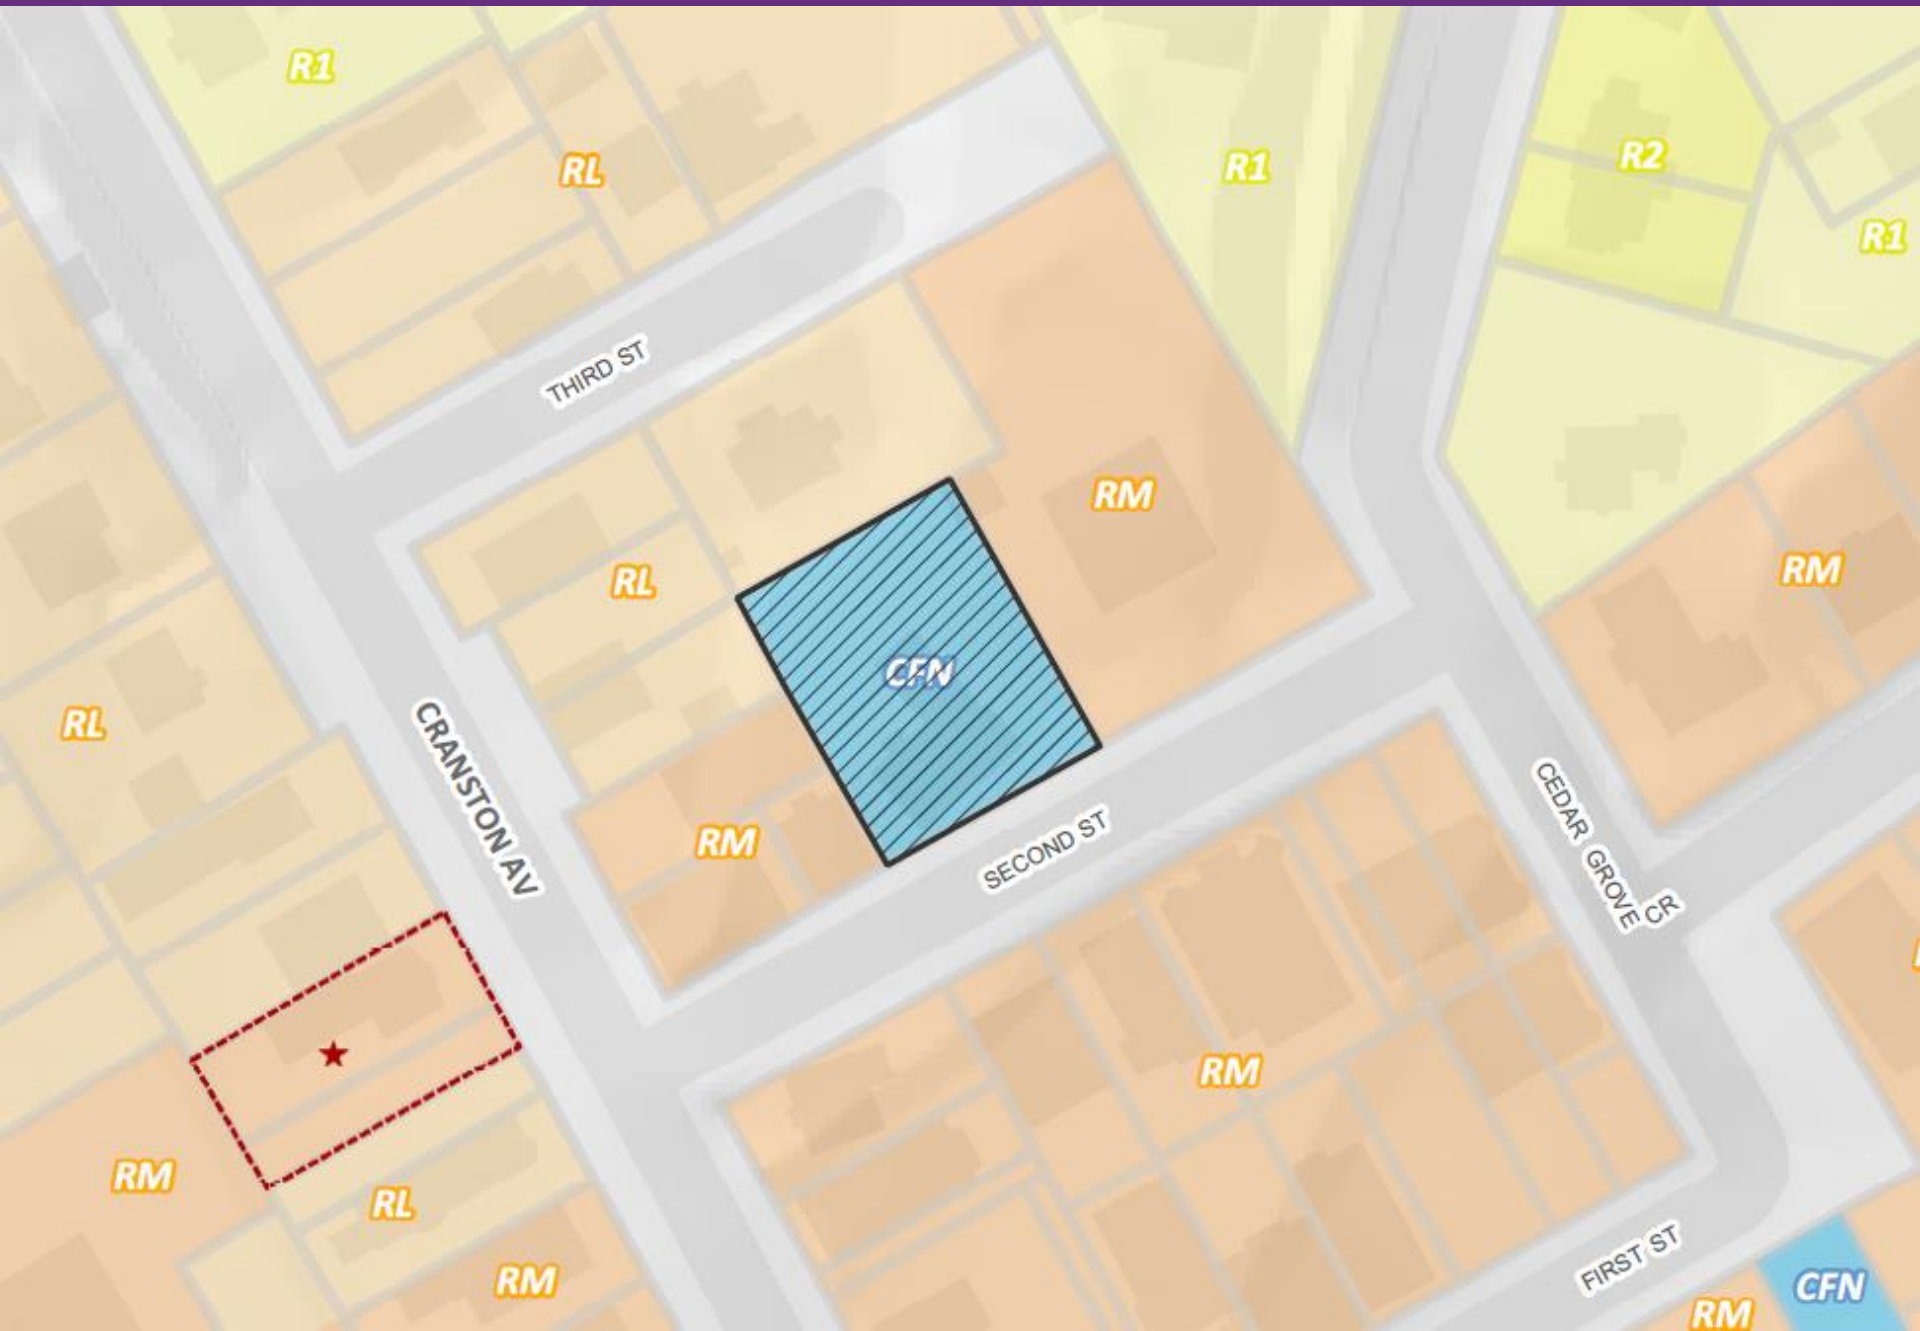 R1
RL
R1
R2
R1
THIRD ST
RM
RL
RM
CFN
RL
CRANSTON AV
RM
SECOND ST
CEDAR GROVE CR
RM
RM
RL
RM
FIRST ST
CFN
RM